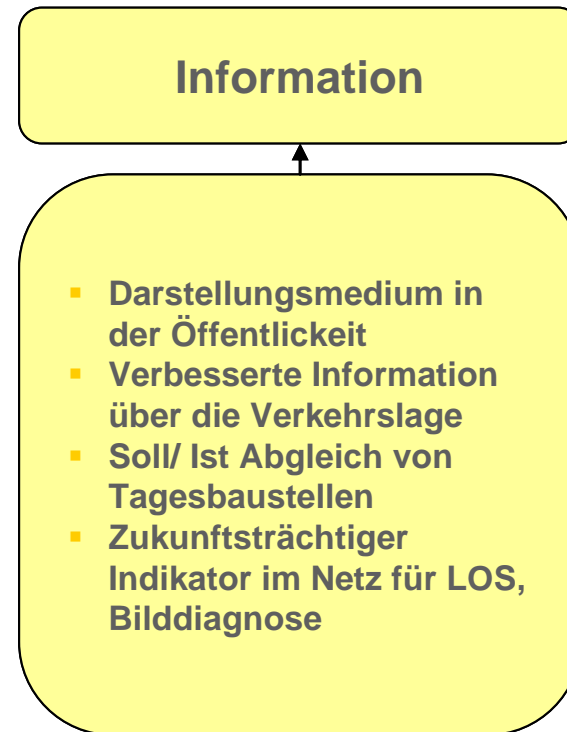 Information
▪ Darstellungsmedium in
der Öffentlickeit
▪ Verbesserte Information
über die Verkehrslage
▪ Soll/ Ist Abgleich von
Tagesbaustellen
▪ Zukunftsträchtiger
Indikator im Netz für LOS,
Bilddiagnose